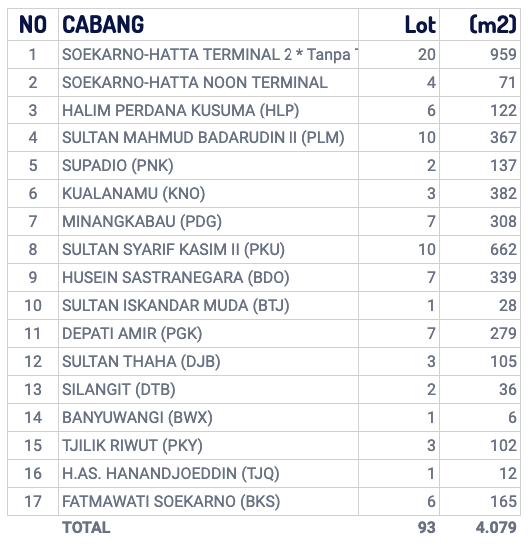 NO CABANG Lot (m2)
1 SOEKARNO-HATTA TERMINAL 2 * Tanpa 20 959
2 SOEKARNO-HATTA NOON TERMINAL 4 71
3 HALIM PERDANA KUSUMA (HLP) 6 122
4 SULTAN MAHMUD BADARUDIN II (PLM) 10 367
5 SUPADIO (PNK) 2 137
6 KUALANAMU (KNO) 3 382
7 MINANGKABAU (PDG) 7 308
8 SULTAN SYARIF KASIM II (PKU) 10 662
9 HUSEIN SASTRANEGARA (BDO) 7 339
10 SULTAN ISKANDAR MUDA (BTJ) 1 28
11 DEPATI AMIR (PGK) 7 279
12 SULTAN THAHA (DJB) 3 105
13 SILANGIT (DTB) 2 36
14 BANYUWANGI (BWX) 1 6
15 TJILIK RIWUT (PKY) 3 102
16 H.AS. HANANDJOEDDIN (TJQ) 1 12
17 FATMAWATI SOEKARNO (BKS) 6 165
TOTAL 93 4.079